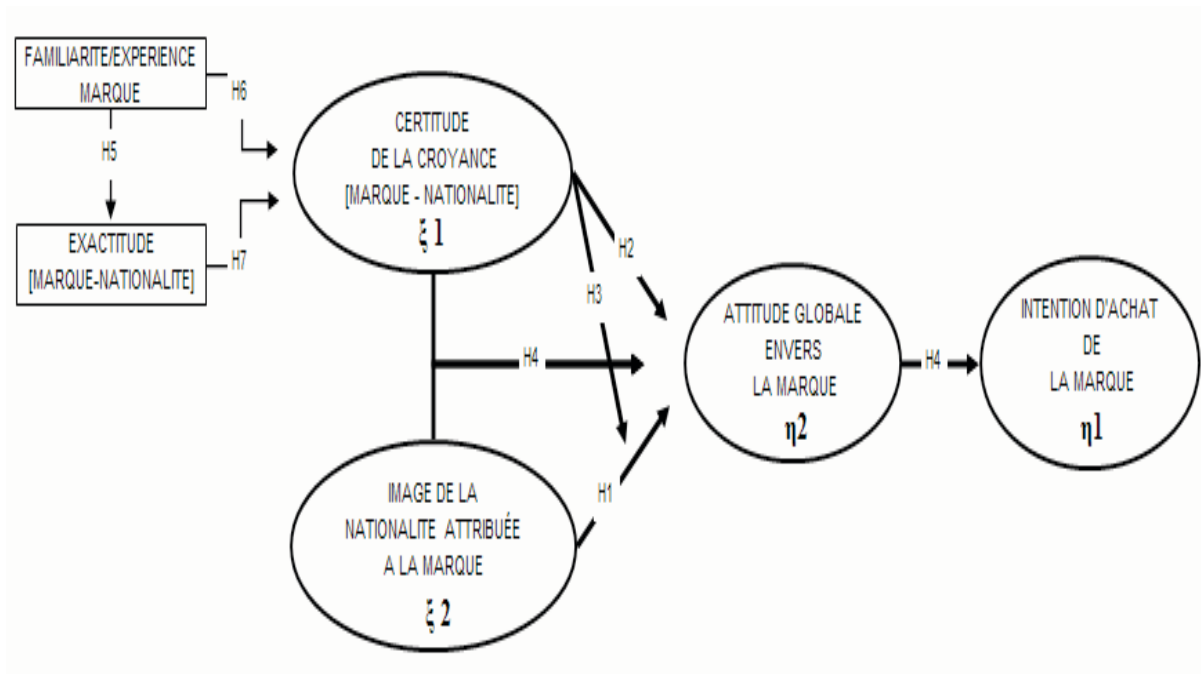 FAMILIARITE/EXPERIENCE
MARQUE
H6
H5
EXACTITUDE
[MARQUE-NATIONALITE]
H7
CERTITUDE
DE LA CROYANCE
[MARQUE - NATIONALITE]
ξ 1
H2
H3
H4
H1
IMAGE DE LA
NATIONALITE ATTRIBUÉE
A LA MARQUE
ξ 2
ATTITUDE GLOBALE
ENVERS
LA MARQUE
η2
H4
INTENTION D'ACHAT
DE
LA MARQUE
η1